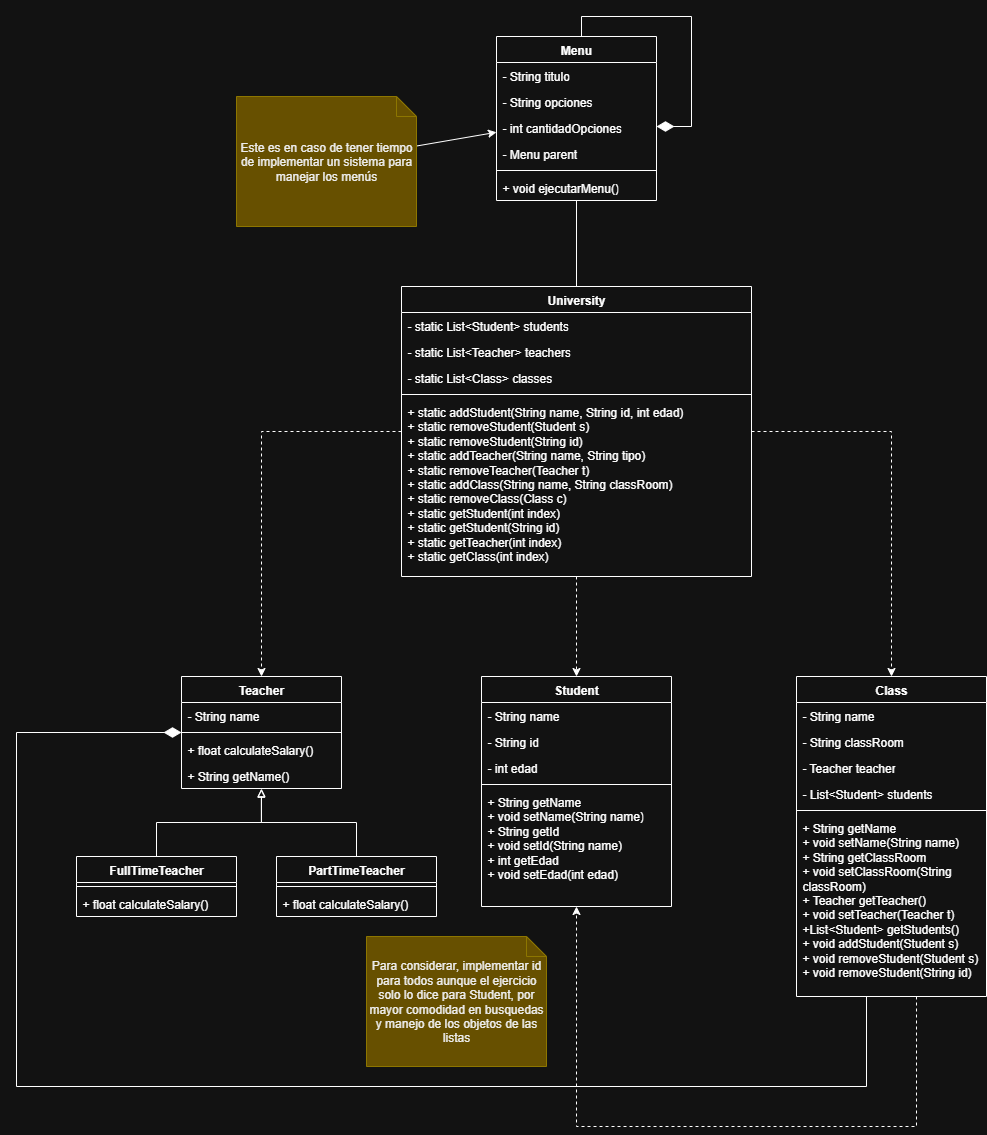 Menu
- String titulo
- String opciones
- int cantidadOpciones
- Menu parent
+ void ejecutarMenu()
Este es en caso de tener tiempo
de implementar un sistema para
manejar los menús
University
- static List<Student> students
- static List<Teacher> teachers
- static List<Class> classes
+ static addStudent(String name, String id, int edad)
+ static removeStudent(Student s)
+ static removeStudent(String id)
+ static addTeacher(String name, String tipo)
+ static removeTeacher(Teacher t)
+ static addClass(String name, String classRoom)
+ static removeClass(Class c)
+ static getStudent(int index)
+ static getStudent(String id)
+ static getTeacher(int index)
+ static getClass(int index)
Teacher
- String name
+ float calculateSalary()
+ String getName()
FullTimeTeacher
+ float calculateSalary()
PartTimeTeacher
+ float calculateSalary()
Student
- String name
- String id
- int edad
+ String getName
+ void setName(String name)
+ String getId
+ void setId(String name)
+ int getEdad
+ void setEdad(int edad)
Class
- String name
- String classRoom
- Teacher teacher
- List<Student> students
+ String getName
+ void setName(String name)
+ String getClassRoom
+ void setClassRoom(String
classRoom)
+ Teacher getTeacher()
+ void setTeacher(Teacher t)
+List<Student> getStudents()
+ void addStudent(Student s)
+ void removeStudent(Student s)
+ void removeStudent(String id)
Para considerar, implementar id
para todos aunque el ejercicio
solo lo dice para Student, por
mayor comodidad en busquedas
y manejo de los objetos de las
listas